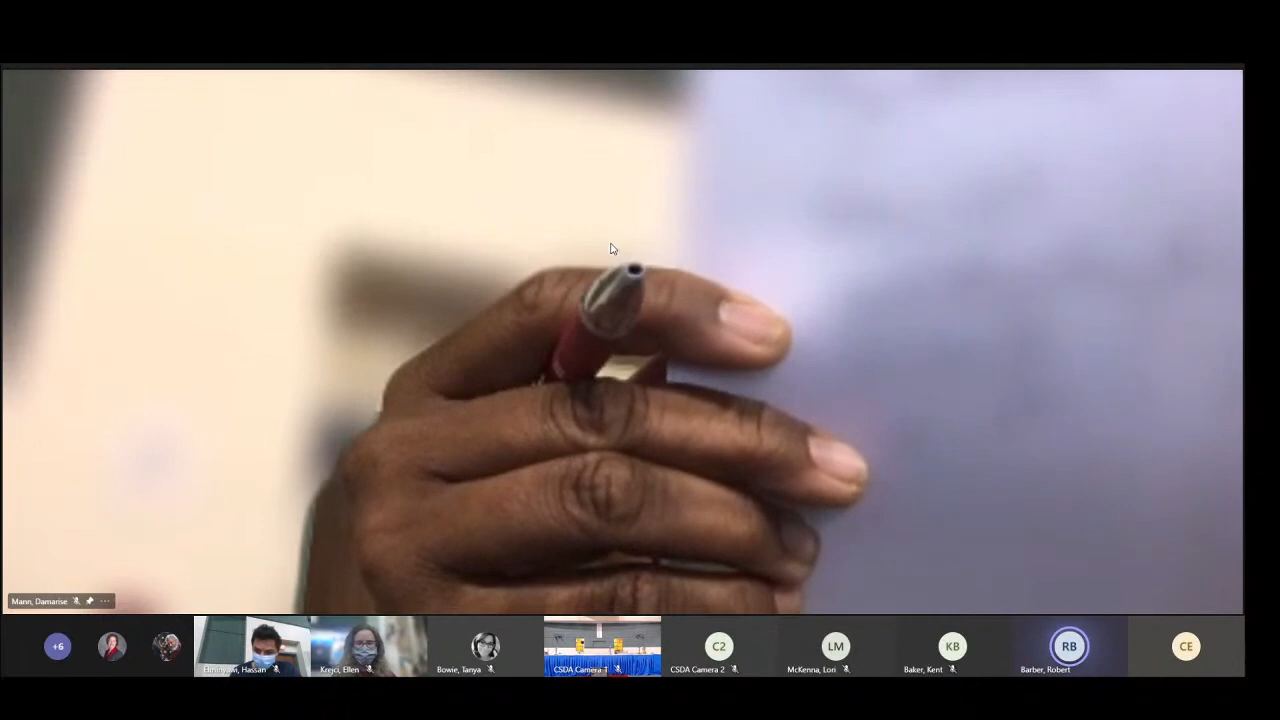 Mann, Damarise
+6
Hassan
Krejci, Ellen
Bowie, Tanya
CSDA Camera 1
C2
CSDA Camera 2
LM
McKenna, Lori
KB
Baker, Kent
RB
Barber, Robert
CE